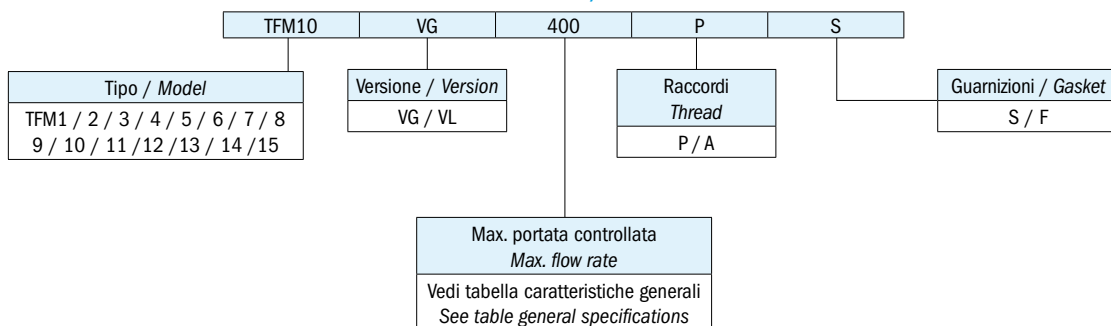 TFM10 VG 400 P S
Tipo / Model
TFM1 / 2 / 3 / 4 / 5 / 6 / 7 / 8
9 / 10 / 11 /12 /13 / 14 /15
Versione / Version
VG / VL
Raccordi
Thread
P / A
Guarnizioni / Gasket
S / F
Max. portata controllata
Max. flow rate
Vedi tabella caratteristiche generali
See table general specifications